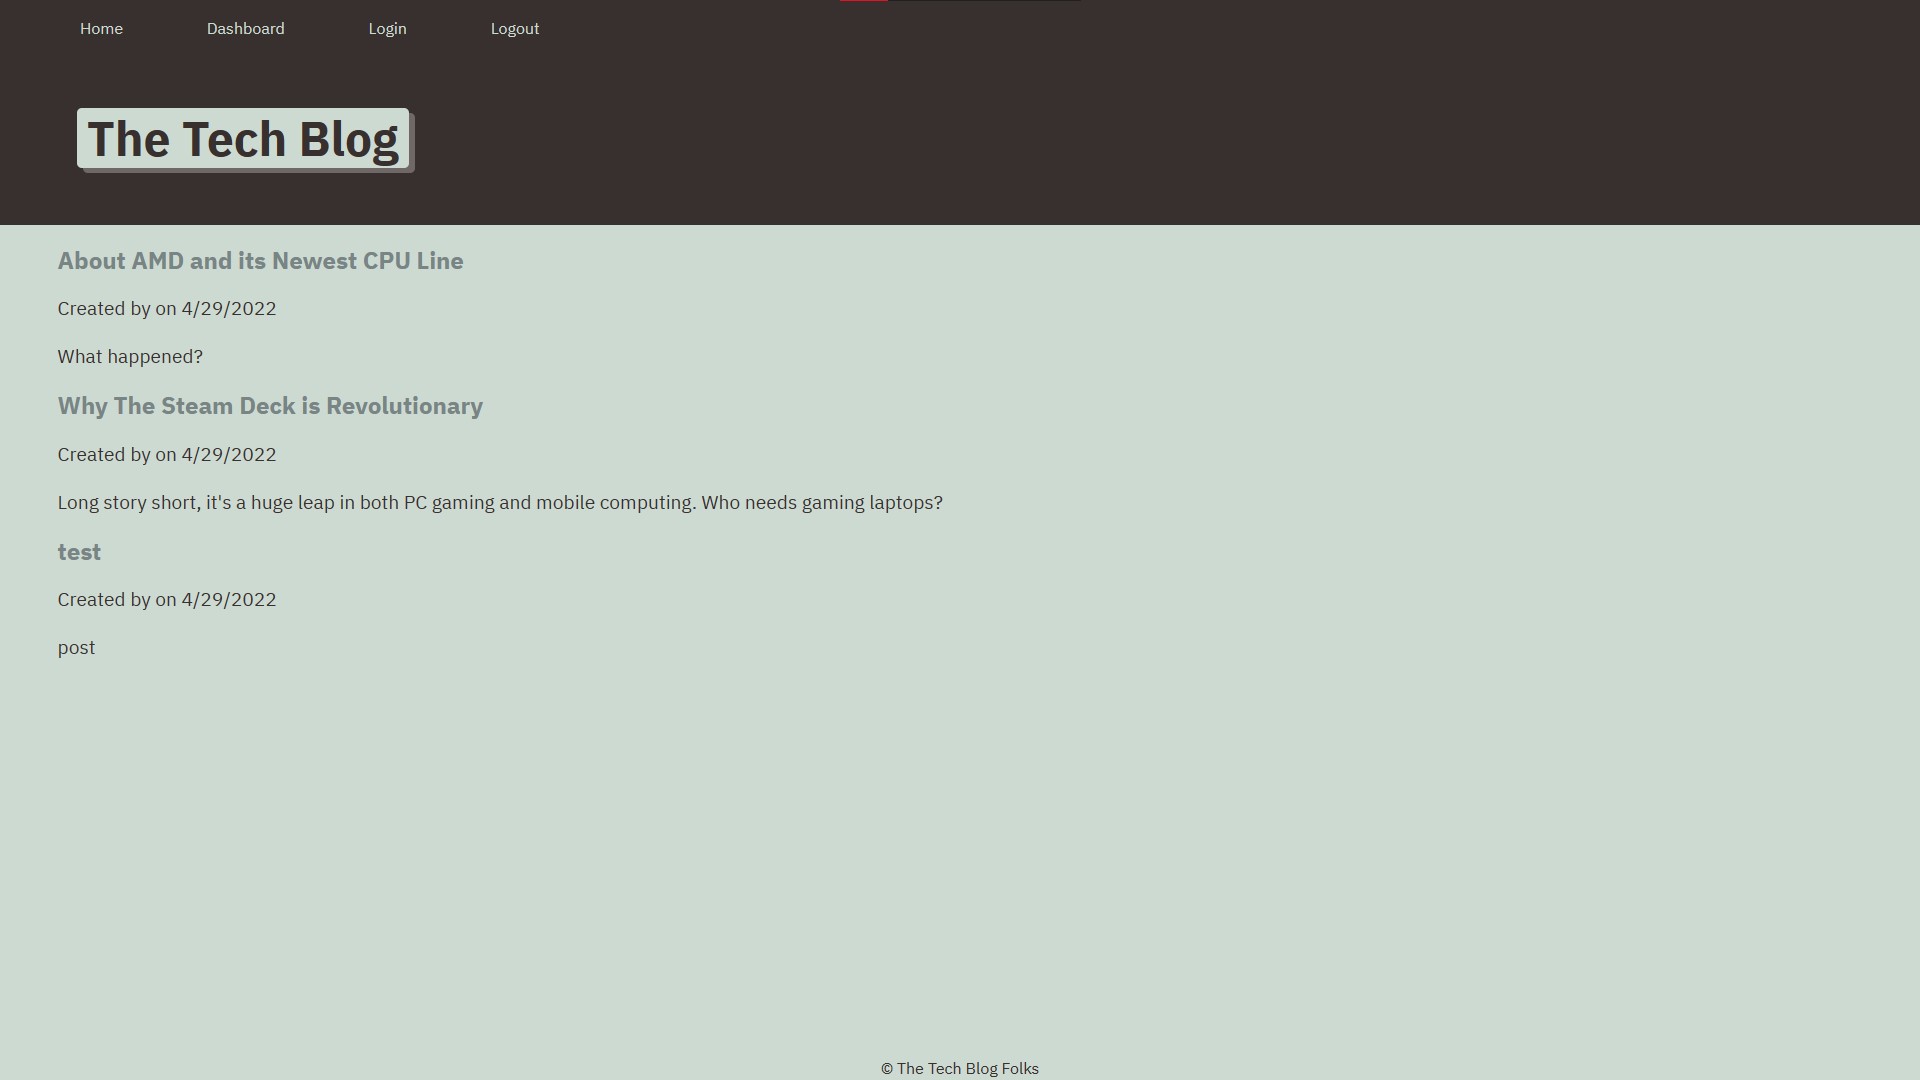 Home Dashboard Login Logout
The Tech Blog
About AMD and its Newest CPU Line
Created by on 4/29/2022
What happened?
Why The Steam Deck is Revolutionary
Created by on 4/29/2022
Long story short, it's a huge leap in both PC gaming and mobile computing. Who needs gaming laptops?
test
Created by on 4/29/2022
post
© The Tech Blog Folks